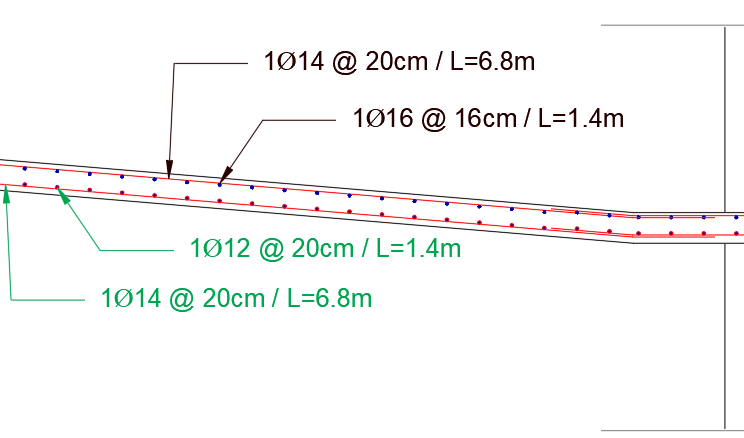 1Ø14 @ 20cm / L=6.8m
1Ø16 @ 16cm / L=1.4m
1Ø12 @ 20cm / L=1.4m
1Ø14 @ 20cm / L=6.8m